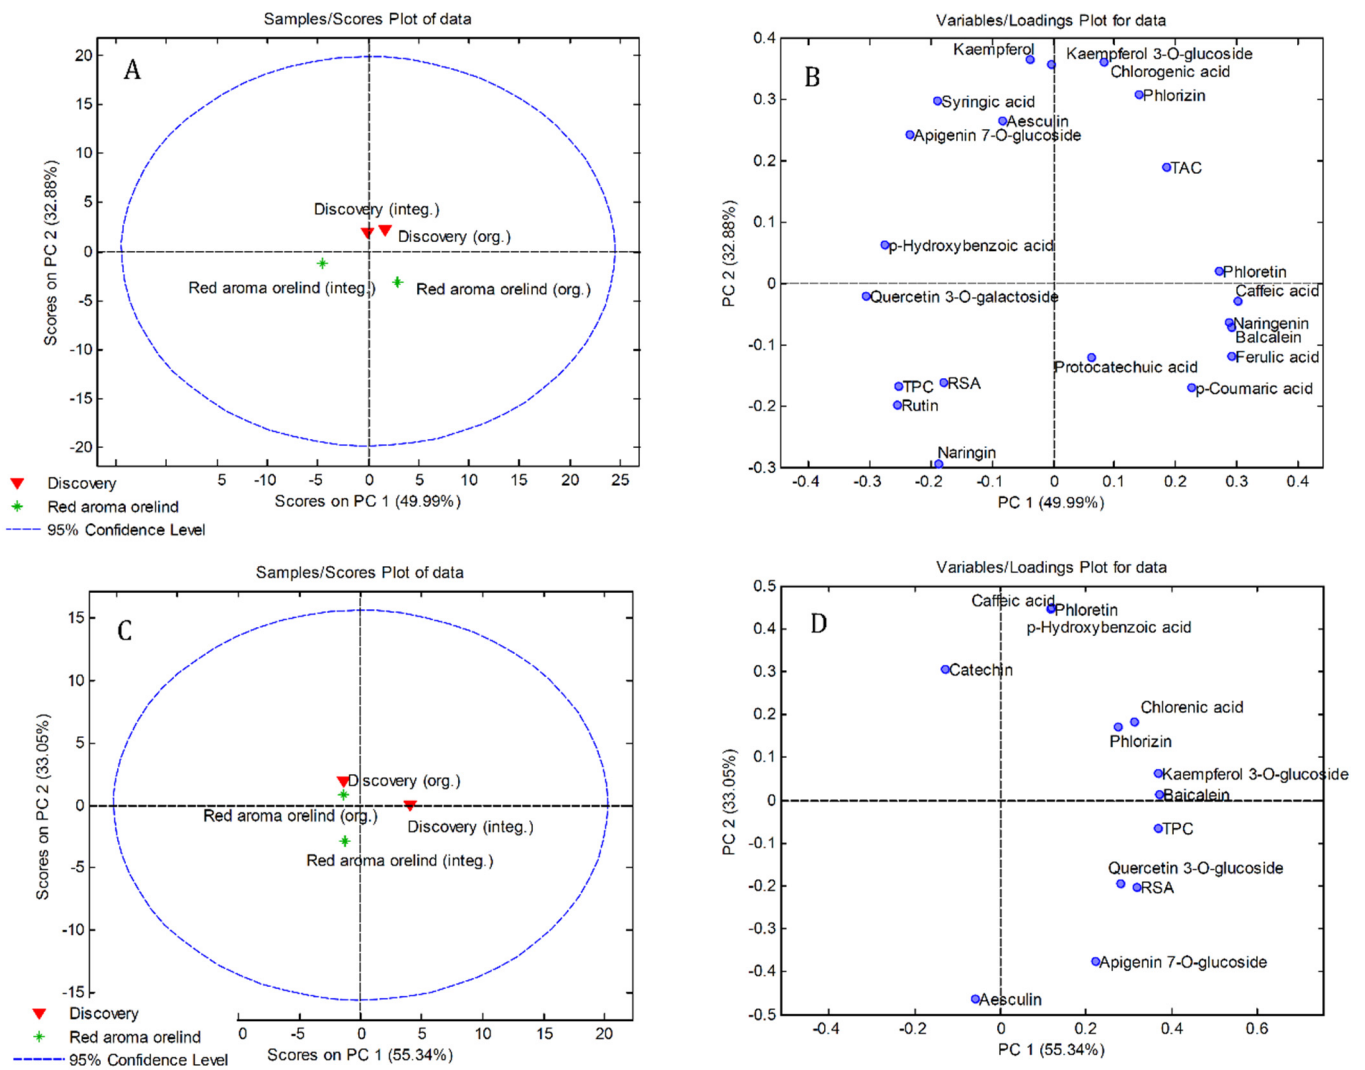 Samples/Scores Plot of data
A
Scores on PC 2 (32.88%)
20
15
10
5
0
-5
-10
-15
-20
Discovery (integ.)
Discovery (org.)
Red aroma orelind (integ.)
Red aroma orelind (org.)
5 -10 -5 0 5 10 15 20 25
Scores on PC 1 (49.99%)
Discovery
Red aroma orelind
95% Confidence Level
Variables/Loadings Plot for data
B
PC 2 (32.88%)
0.4
0.3
0.2
0.1
0
-0.1
-0.2
-0.3
Kaempferol
Kaempferol 3-O-glucoside
Chlorogenic acid
Phlorizin
Syringic acid
Aesculin
Apigenin 7-O-glucoside
TAC
p-Hydroxybenzoic acid
Phloretin
Caffeic acid
Quercetin 3-O-galactoside
Naringenin
Balcalein
Ferulic acid
Protocatechuic acid
p-Coumaric acid
TPC
RSA
Rutin
Naringin
-0.4 -0.3 -0.2 -0.1 0 0.1 0.2 0.3 0.4
PC 1 (49.99%)
Samples/Scores Plot of data
C
Scores on PC 2 (33.05%)
15
10
5
0
-5
-10
-15
Discovery (org.)
Red aroma orelind (org.)
Discovery (integ.)
Red aroma orelind (integ.)
0 -5 0 5 10 15 20
Scores on PC 1 (55.34%)
Discovery
Red aroma orelind
95% Confidence Level
Variables/Loadings Plot for data
D
PC 2 (33.05%)
0.5
0.4
0.3
0.2
0.1
0
-0.1
-0.2
-0.3
-0.4
-0.5
Caffeic acid
Phloretin
p-Hydroxybenzoic acid
Catechin
Chlorenic acid
Phlorizin
Kaempferol 3-O-glucoside
Baicalein
TPC
Quercetin 3-O-glucoside
RSA
Apigenin 7-O-glucoside
Aesculin
-0.4 -0.2 0 0.2 0.4 0.6
PC 1 (55.34%)